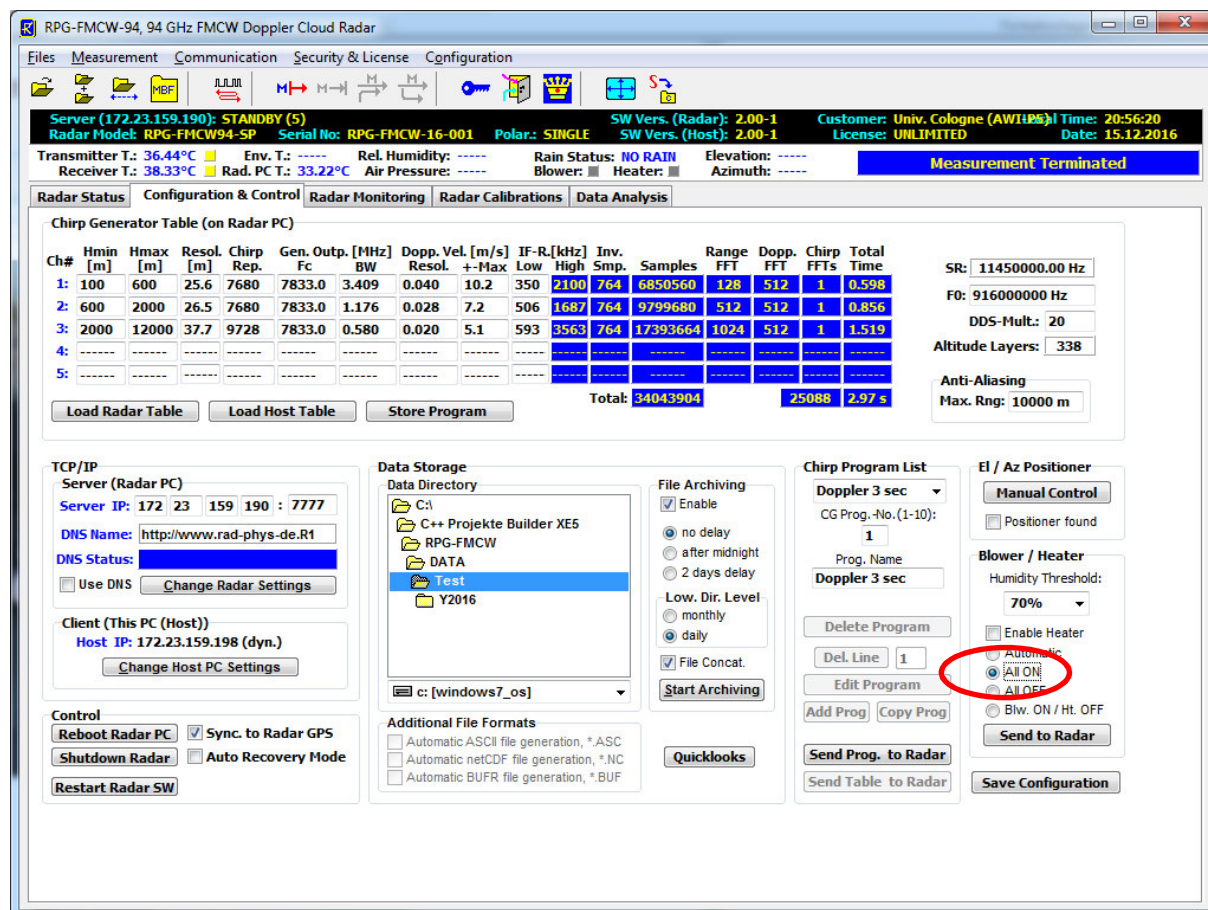 RPG-FMCW-94, 94 GHz FMCW Doppler Cloud Radar
Files Measurement Communication Security & License Configuration
MBF M M M M S
Server (172.23.159.190): STANDBY (5) SW Vers. (Radar): 2.00-1 Customer: Univ. Cologne (AWI-P5) Time: 20:56:20
Radar Model: RPG-FMCW94-SP Serial No: RPG-FMCW-16-001 Polar.: SINGLE SW Vers. (Host): 2.00-1 License: UNLIMITED Date: 15.12.2016
Transmitter T.: 36.44°C Env. T.: ----- Rel. Humidity: ----- Rain Status: NO RAIN Elevation: -----
Receiver T.: 38.33°C Rad. PC T.: 33.22°C Air Pressure: ----- Blower: Heater: Azimuth: -----
Measurement Terminated
Radar Status Configuration & Control Radar Monitoring Radar Calibrations Data Analysis
Chirp Generator Table (on Radar PC)
Hmin Hmax Resol. Chirp Gen. Outp. [MHz] Dopp. Vel. [m/s] IF-R.[kHz] Inv. Range Dopp. Chirp Total
Ch# [m] [m] [m] Rep. Fc BW Resol. +-Max Low High Smp. Samples FFT FFT FFTs Time
1: 100 600 25.6 7680 7833.0 3.409 0.040 10.2 350 2100 764 6850560 128 512 1 0.598
2: 600 2000 26.5 7680 7833.0 1.176 0.028 7.2 506 1687 764 9799680 512 512 1 0.856
3: 2000 12000 37.7 9728 7833.0 0.580 0.020 5.1 593 3563 764 17393664 1024 512 1 1.519
4: ------ ------ ------ ------ ------ ------ ------ ------ ----- ------ ------ ------ ------ ------ ------ ------
5: ------ ------ ------ ------ ------ ------ ------ ------ ----- ------ ------ ------ ------ ------ ------ ------
Total: 34043904 25088 2.97 s
Load Radar Table Load Host Table Store Program
SR: 11450000.00 Hz
F0: 916000000 Hz
DDS-Mult.: 20
Altitude Layers: 338
Anti-Aliasing
Max. Rng: 10000 m
TCP/IP
Server (Radar PC)
Server IP: 172 23 159 190 : 7777
DNS Name: http://www.rad-phys-de.R1
DNS Status:
Use DNS Change Radar Settings
Client (This PC (Host))
Host IP: 172.23.159.198 (dyn.)
Change Host PC Settings
Control
Reboot Radar PC Sync. to Radar GPS
Shutdown Radar Auto Recovery Mode
Restart Radar SW
Data Storage
Data Directory
C:\
C++ Projekte Builder XE5
RPG-FMCW
DATA
Test
Y2016
c: [windows7_os]
File Archiving
Enable
no delay
after midnight
2 days delay
Low. Dir. Level
monthly
daily
File Concat.
Start Archiving
Additional File Formats
Automatic ASCII file generation, *.ASC
Automatic netCDF file generation, *.NC
Automatic BUFR file generation, *.BUF
Quicklooks
Chirp Program List
Doppler 3 sec
CG Prog.-No.(1-10):
1
Prog. Name
Doppler 3 sec
Delete Program
Del. Line 1
Edit Program
Add Prog Copy Prog
Send Prog. to Radar
Send Table to Radar
El / Az Positioner
Manual Control
Positioner found
Blower / Heater
Humidity Threshold:
70%
Enable Heater
Automatic
All ON
All OFF
Blw. ON / Ht. OFF
Send to Radar
Save Configuration